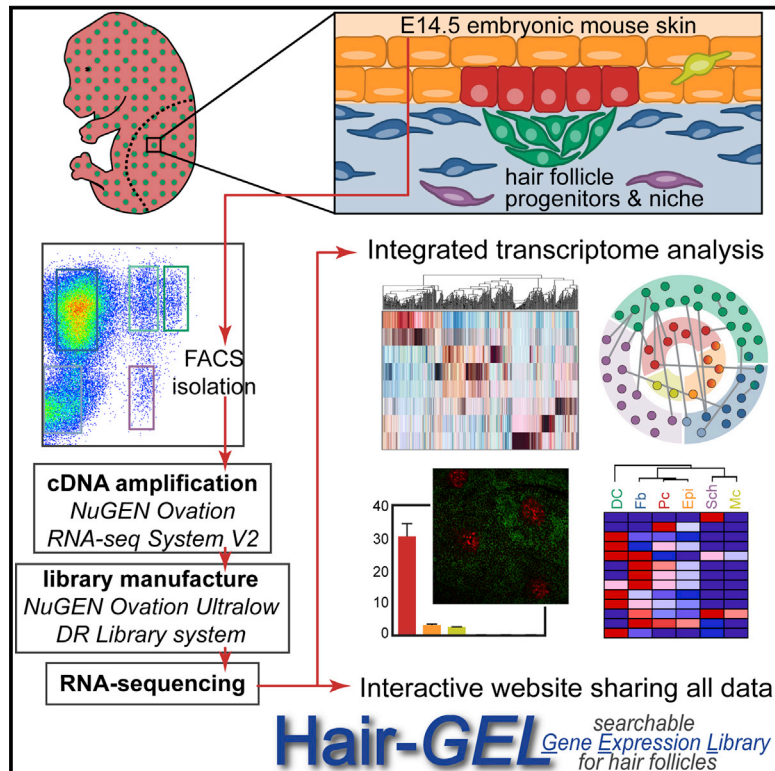 E14.5 embryonic mouse skin
hair follicle
progenitors & niche
Integrated transcriptome analysis
FACS
isolation
cDNA amplification
NuGEN Ovation
RNA-seq System V2
library manufacture
NuGEN Ovation Ultralow
DR Library system
RNA-sequencing
40
30
20
10
0
DC
Fb
Pc
Epi
Sch
Mc
Interactive website sharing all data
Hair-GEL
searchable
Gene Expression Library
for hair follicles